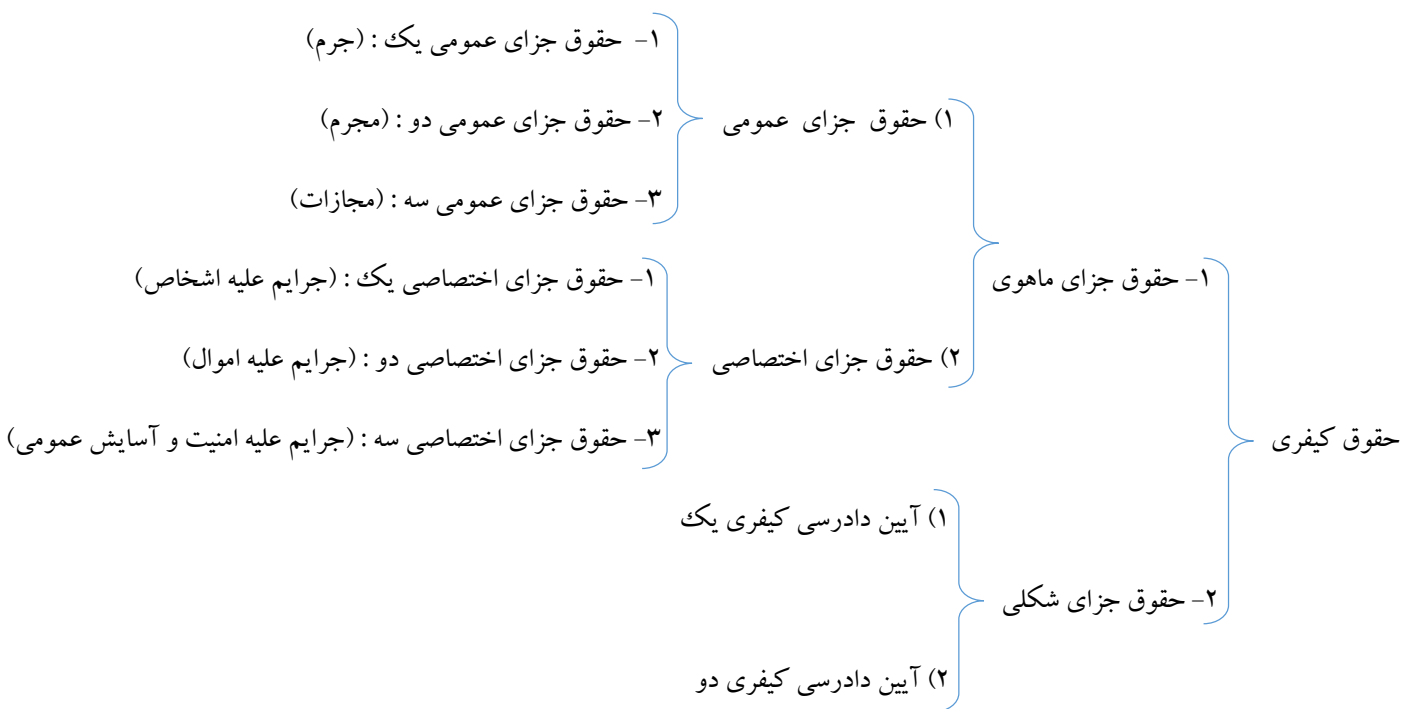 ۱- حقوق جزای عمومی یک : (جرم)
۱) حقوق جزای عمومی
۲- حقوق جزای عمومی دو : (مجرم)
۳- حقوق جزای عمومی سه : (مجازات)
۱- حقوق جزای ماهوی
۱- حقوق جزای اختصاصی یک : (جرایم علیه اشخاص)
۲) حقوق جزای اختصاصی
۲- حقوق جزای اختصاصی دو : (جرایم علیه اموال)
حقوق کیفری
۳- حقوق جزای اختصاصی سه : (جرایم علیه امنیت و آسایش عمومی)
۱) آیین دادرسی کیفری یک
۲- حقوق جزای شکلی
۲) آیین دادرسی کیفری دو